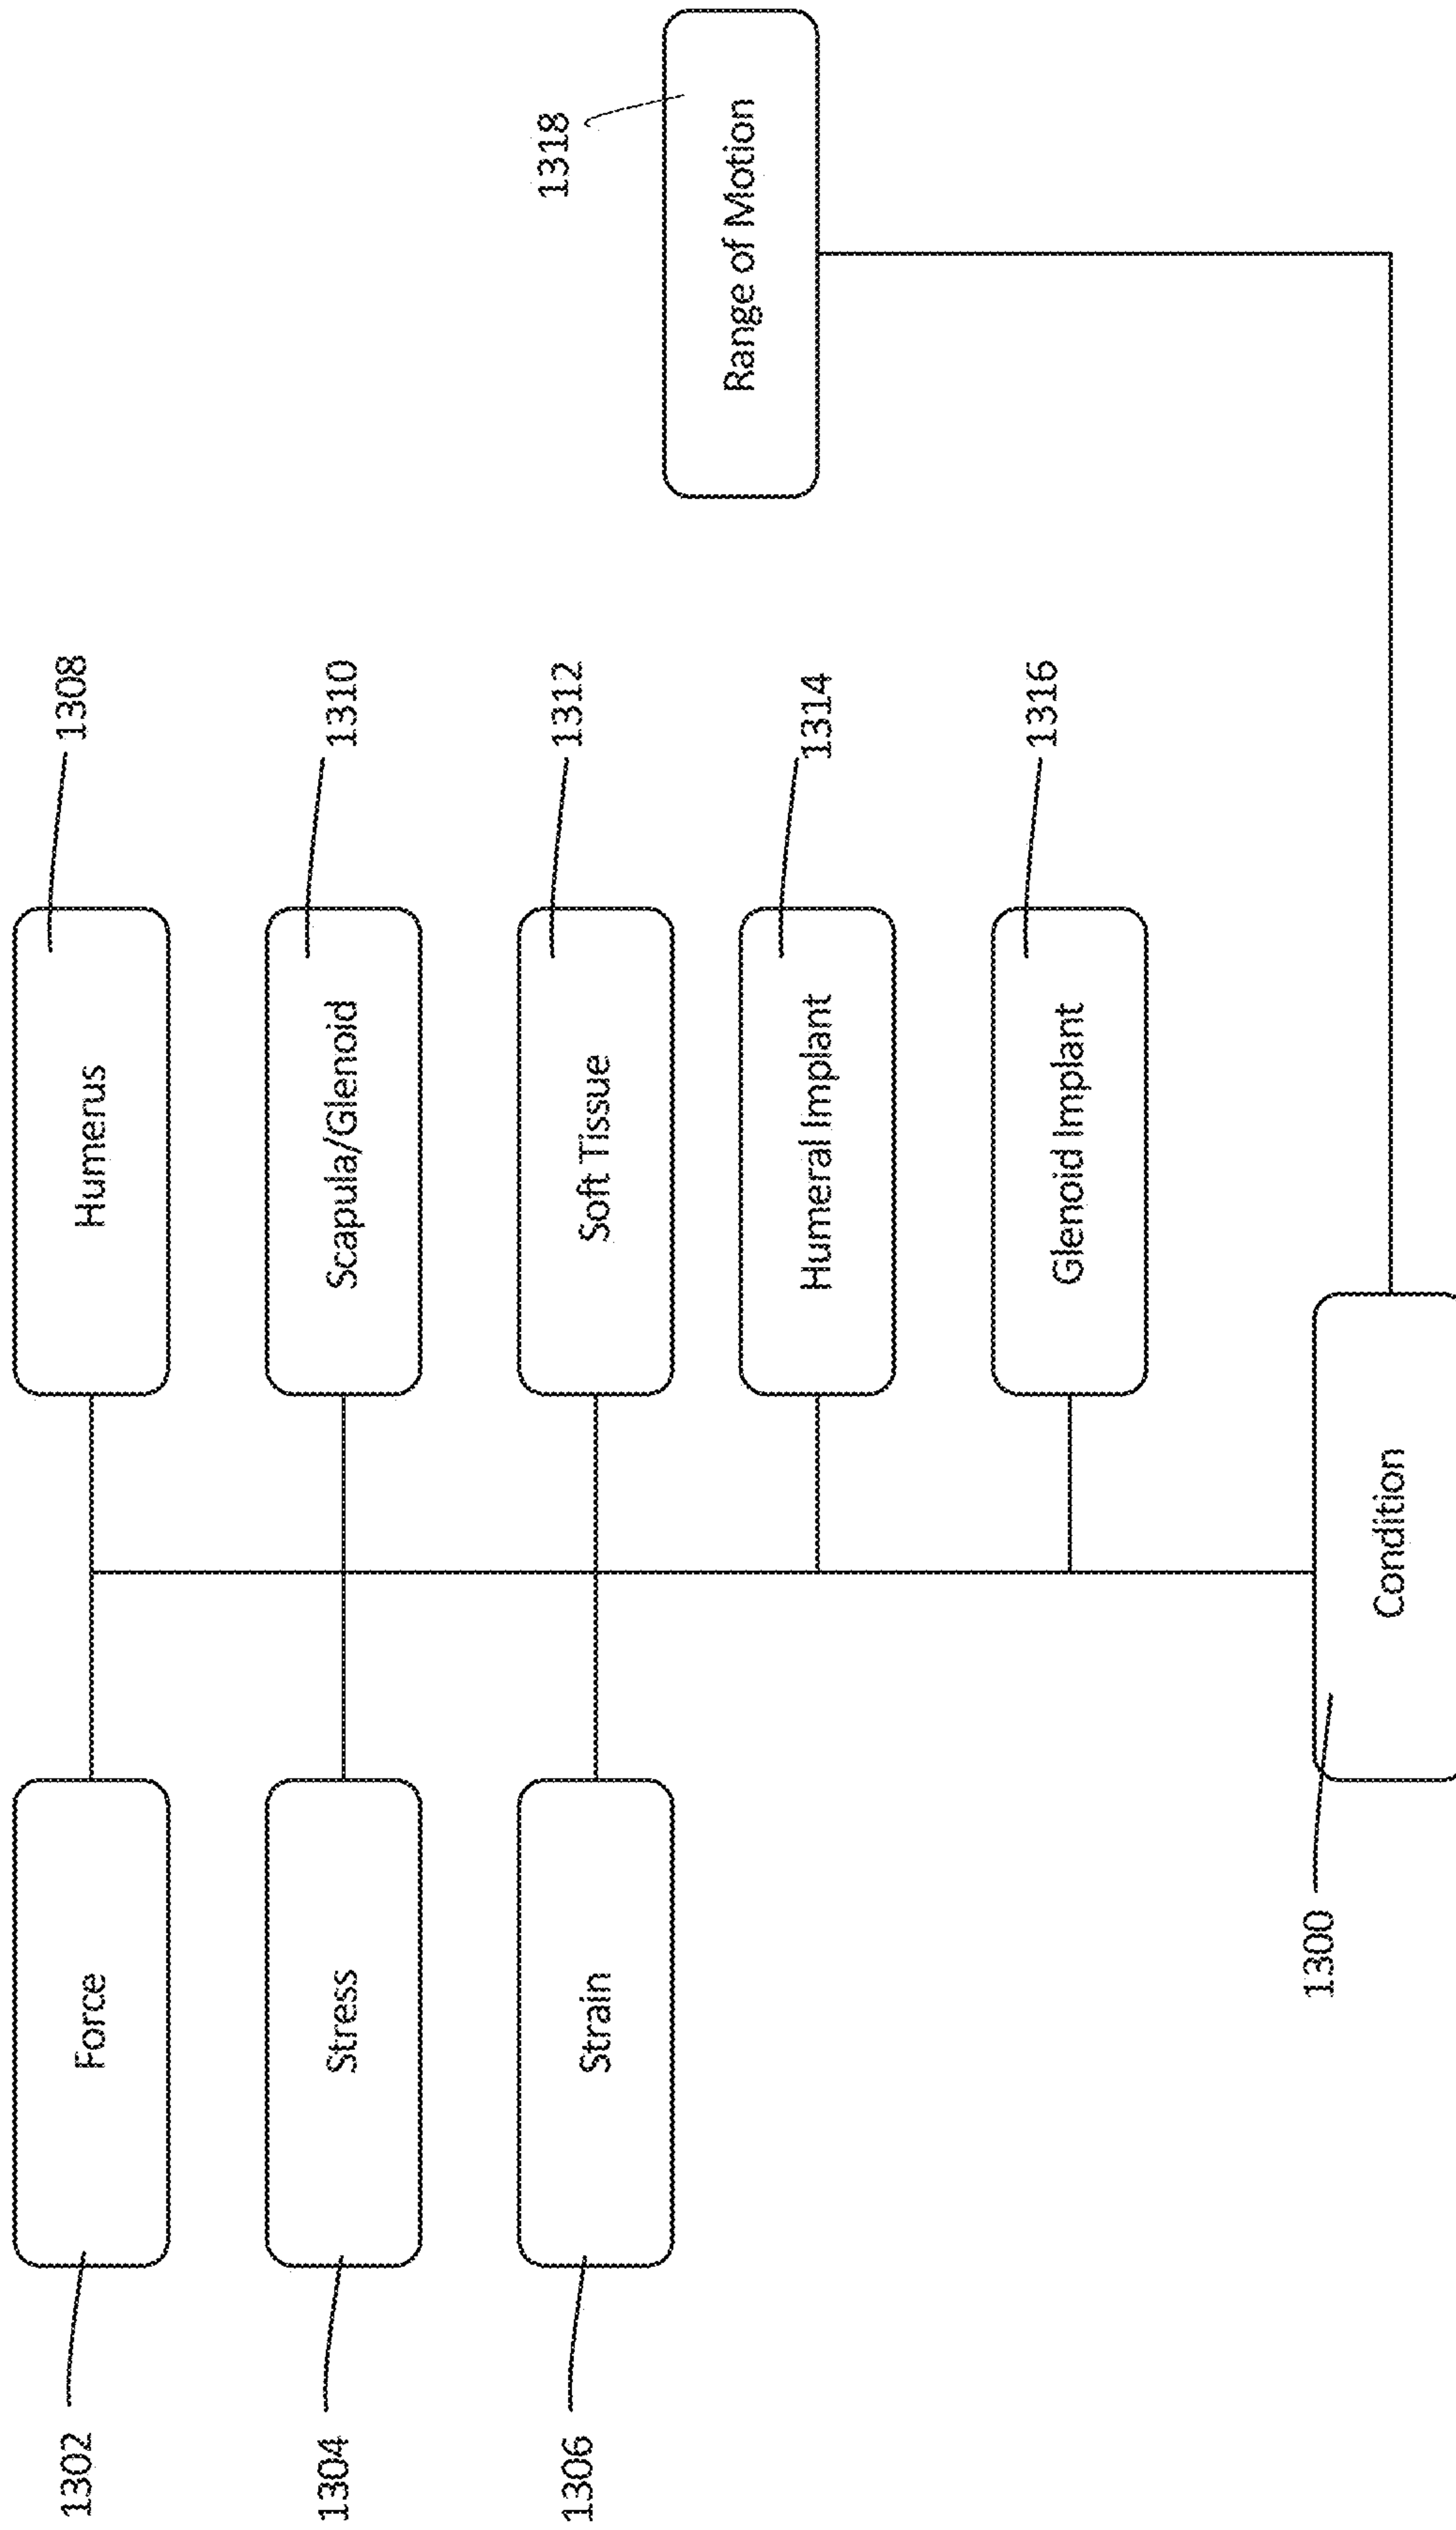 1302
Force
Humerus
1308
1304
Stress
Scapula/Glenoid
1310
1306
Strain
Soft Tissue
1312
Humeral Implant
1314
Glenoid Implant
1316
1318
Range of Motion
1300
Condition